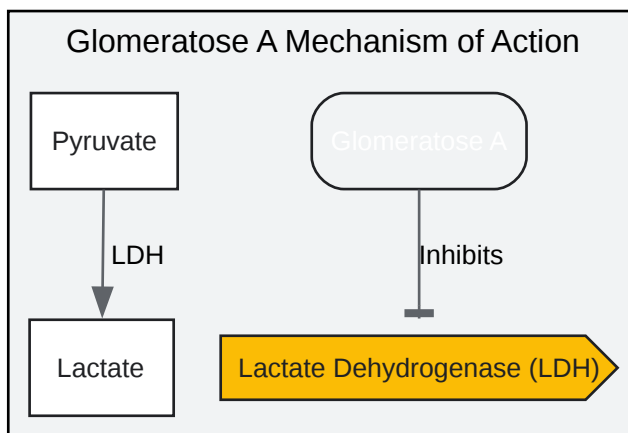 Glomeratose A Mechanism of Action
Pyruvate
Glomeratose A
LDH
Inhibits
Lactate
Lactate Dehydrogenase (LDH)